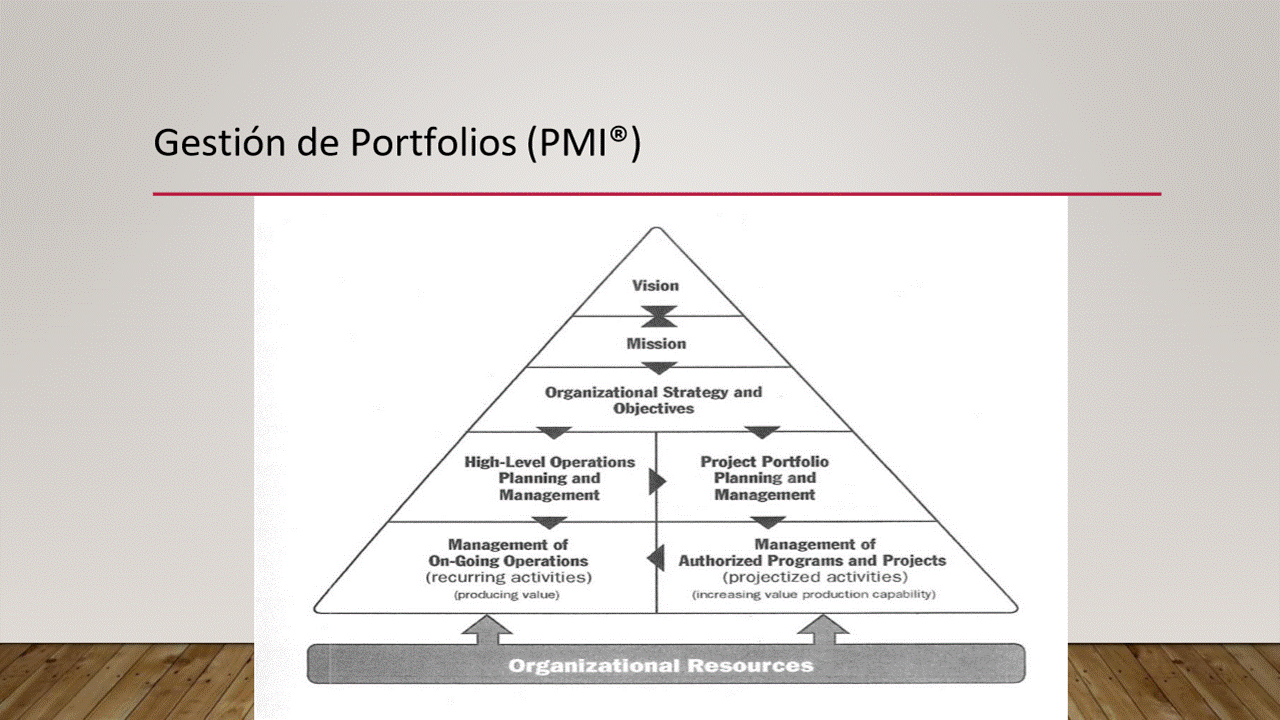 Gestión de Portfolios (PMI®)
Vision
Mission
Organizational Strategy and
Objectives
High-Level Operations
Planning and
Management
Project Portfolio
Planning and
Management
Management of
On-Going Operations
(recurring activities)
(producing value)
Management of
Authorized Programs and Projects
(projectized activities)
(increasing value production capability)
Organizational Resources